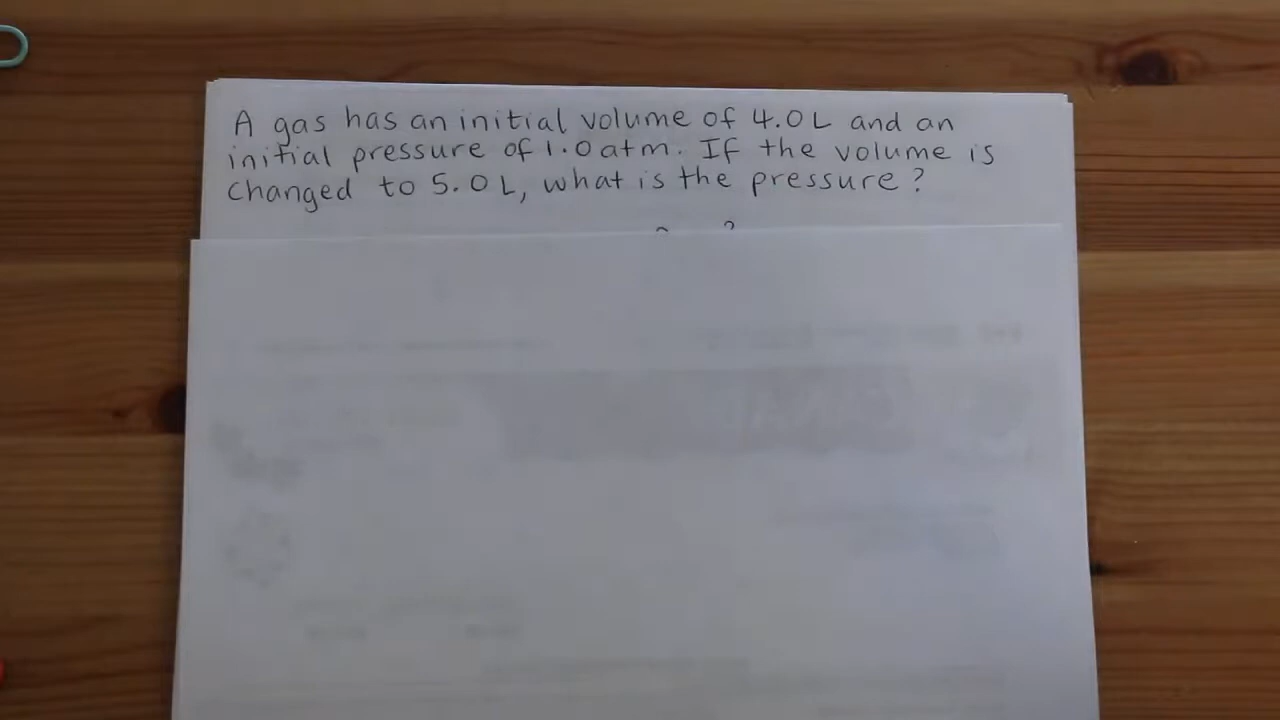 A gas has an initial volume of 4.0 L and an
initial pressure of 1.0 atm. If the volume is
changed to 5.0 L, what is the pressure?